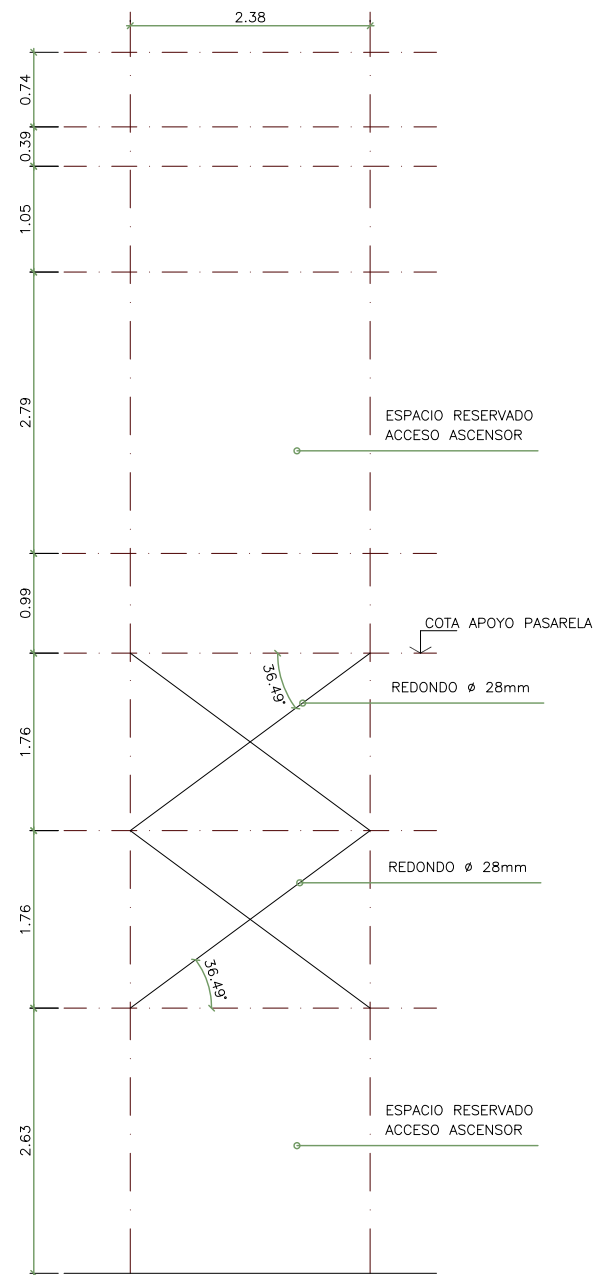 2.38
0.74
0.39
1.05
2.79
ESPACIO RESERVADO
ACCESO ASCENSOR
0.99
COTA APOYO PASARELA
36.49°
REDONDO ø 28mm
1.76
REDONDO ø 28mm
1.76
36.49°
ESPACIO RESERVADO
ACCESO ASCENSOR
2.63